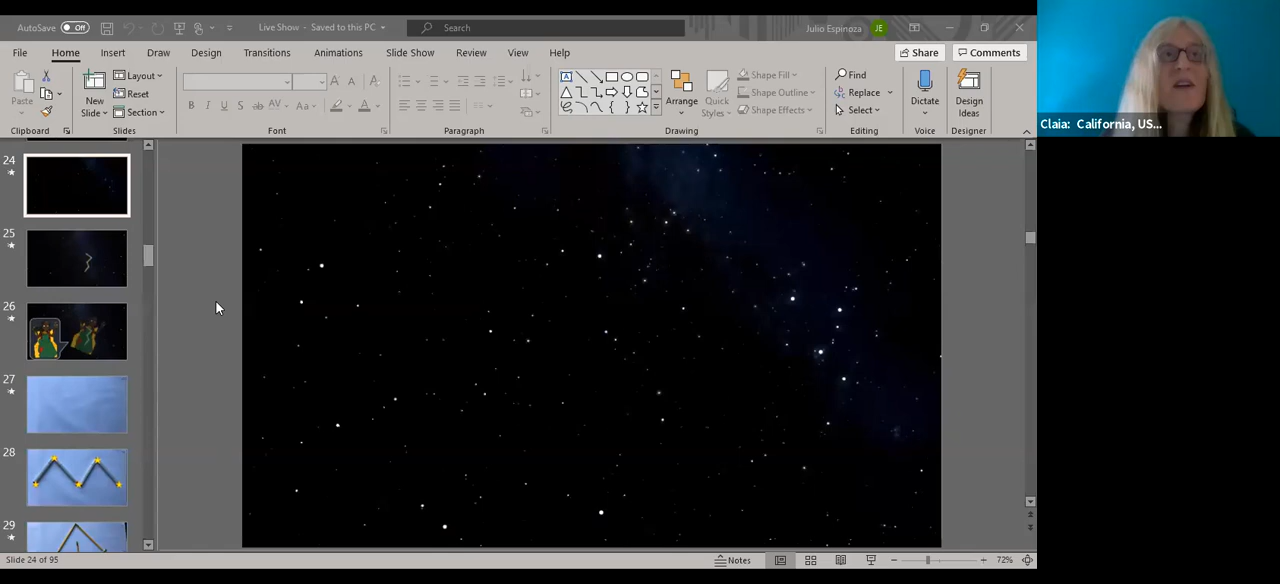 AutoSave Off Live Show - Saved to this PC Search Julio Espinoza JE
File Home Insert Draw Design Transitions Animations Slide Show Review View Help Share Comments
Paste
Clipboard
New
Slide
Layout
Reset
Section
Slides
B I U S ab AV Aa A
Font
Paragraph
Arrange
Quick
Styles
Shape Fill
Shape Outline
Shape Effects
Drawing
Find
Replace
Select
Editing
Dictate
Voice
Design
Ideas
Designer
Claia: California, US...
24
25
26
27
28
29
Slide 24 of 95 Notes 72%